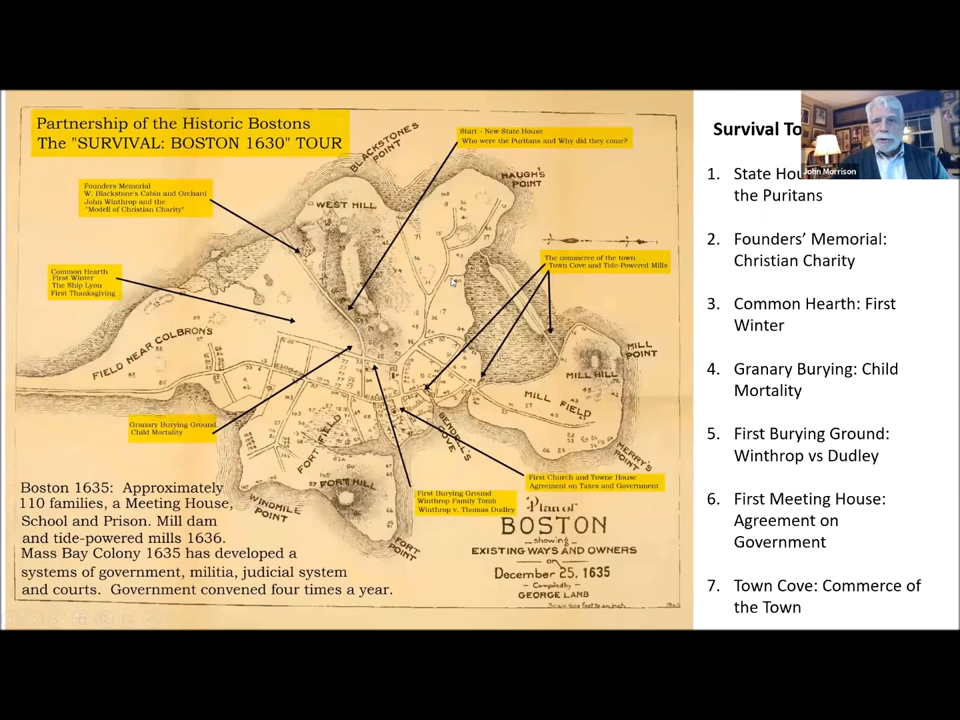 Partnership of the Historic Bostons
The "SURVIVAL: BOSTON 1630" TOUR
Start - New State House
Who were the Puritans and Why did they come?
BLACKSTONES
POINT
HAUGH'S
POINT
Founders Memorial
W. Blackstone's Cabin and Orchard
John Winthrop and the
"Modell of Christian Charity"
WEST HILL
The commerce of the town
Town Cove and Tide-Powered Mills
Common Hearth
First Winter
The Ship Lyon
First Thanksgiving
FIELD NEAR COLBRON'S
MILL
POINT
MILL HILL
MILL FIELD
Granary Burying Ground
Child Mortality
FORT FIELD
BENDELL'S
COVE
MERRY'S
POINT
FORT HILL
First Church and Towne House
Agreement on Taxes and Government
First Burying Ground
Winthrop Family Tomb
Winthrop v. Thomas Dudley
WINDMILL
POINT
FORT
POINT
Boston 1635: Approximately
110 families, a Meeting House,
School and Prison. Mill dam
and tide-powered mills 1636.
Mass Bay Colony 1635 has developed a
systems of government, militia, judicial system
and courts. Government convened four times a year.
Plan of
BOSTON
showing
EXISTING WAYS AND OWNERS
on
December 25, 1635
Compiled by
GEORGE LAMB
Scale 600 feet to an inch
Survival To
John Morrison
1. State Hou
the Puritans
2. Founders' Memorial:
Christian Charity
3. Common Hearth: First
Winter
4. Granary Burying: Child
Mortality
5. First Burying Ground:
Winthrop vs Dudley
6. First Meeting House:
Agreement on
Government
7. Town Cove: Commerce of
the Town